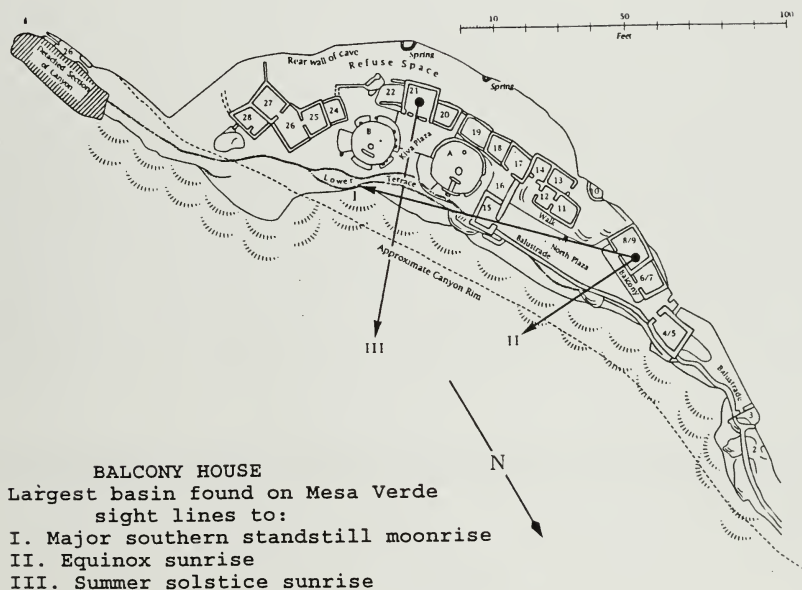 10 50 100
Feet
26
Detached Section
of Canyon
Rear wall of cave
Spring
Refuse Space
Spring
22 21 20 19 18 17 14 13 12 11 10
28 27 26 25 24
B
Kiva Plaza
A
16
15
Walk
Lower Terrace
I
Balustrade
North Plaza
8/9
6/7
Balcony
4/5
Approximate Canyon Rim
III
II
Balustrade
3
2
N
BALCONY HOUSE
Largest basin found on Mesa Verde
sight lines to:
I. Major southern standstill moonrise
II. Equinox sunrise
III. Summer solstice sunrise